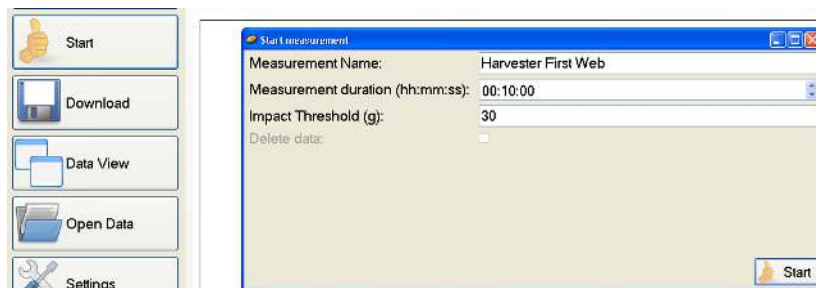 Start
Download
Data View
Open Data
Settings
Start measurement
Measurement Name: Harvester First Web
Measurement duration (hh:mm:ss): 00:10:00
Impact Threshold (g): 30
Delete data:
Start